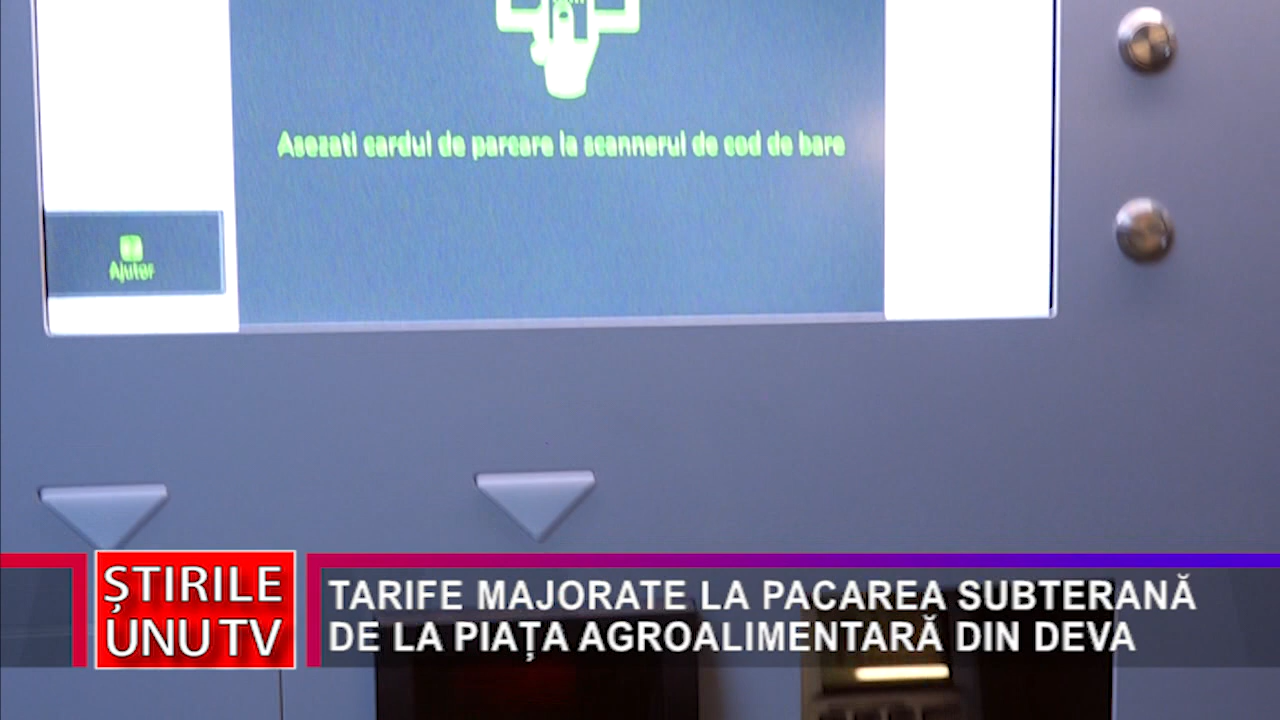 Asezati cardul de parcare la scannerul de cod de bare
Ajutor
ȘTIRILE
UNU TV
TARIFE MAJORATE LA PACAREA SUBTERANĂ
DE LA PIAȚA AGROALIMENTARĂ DIN DEVA